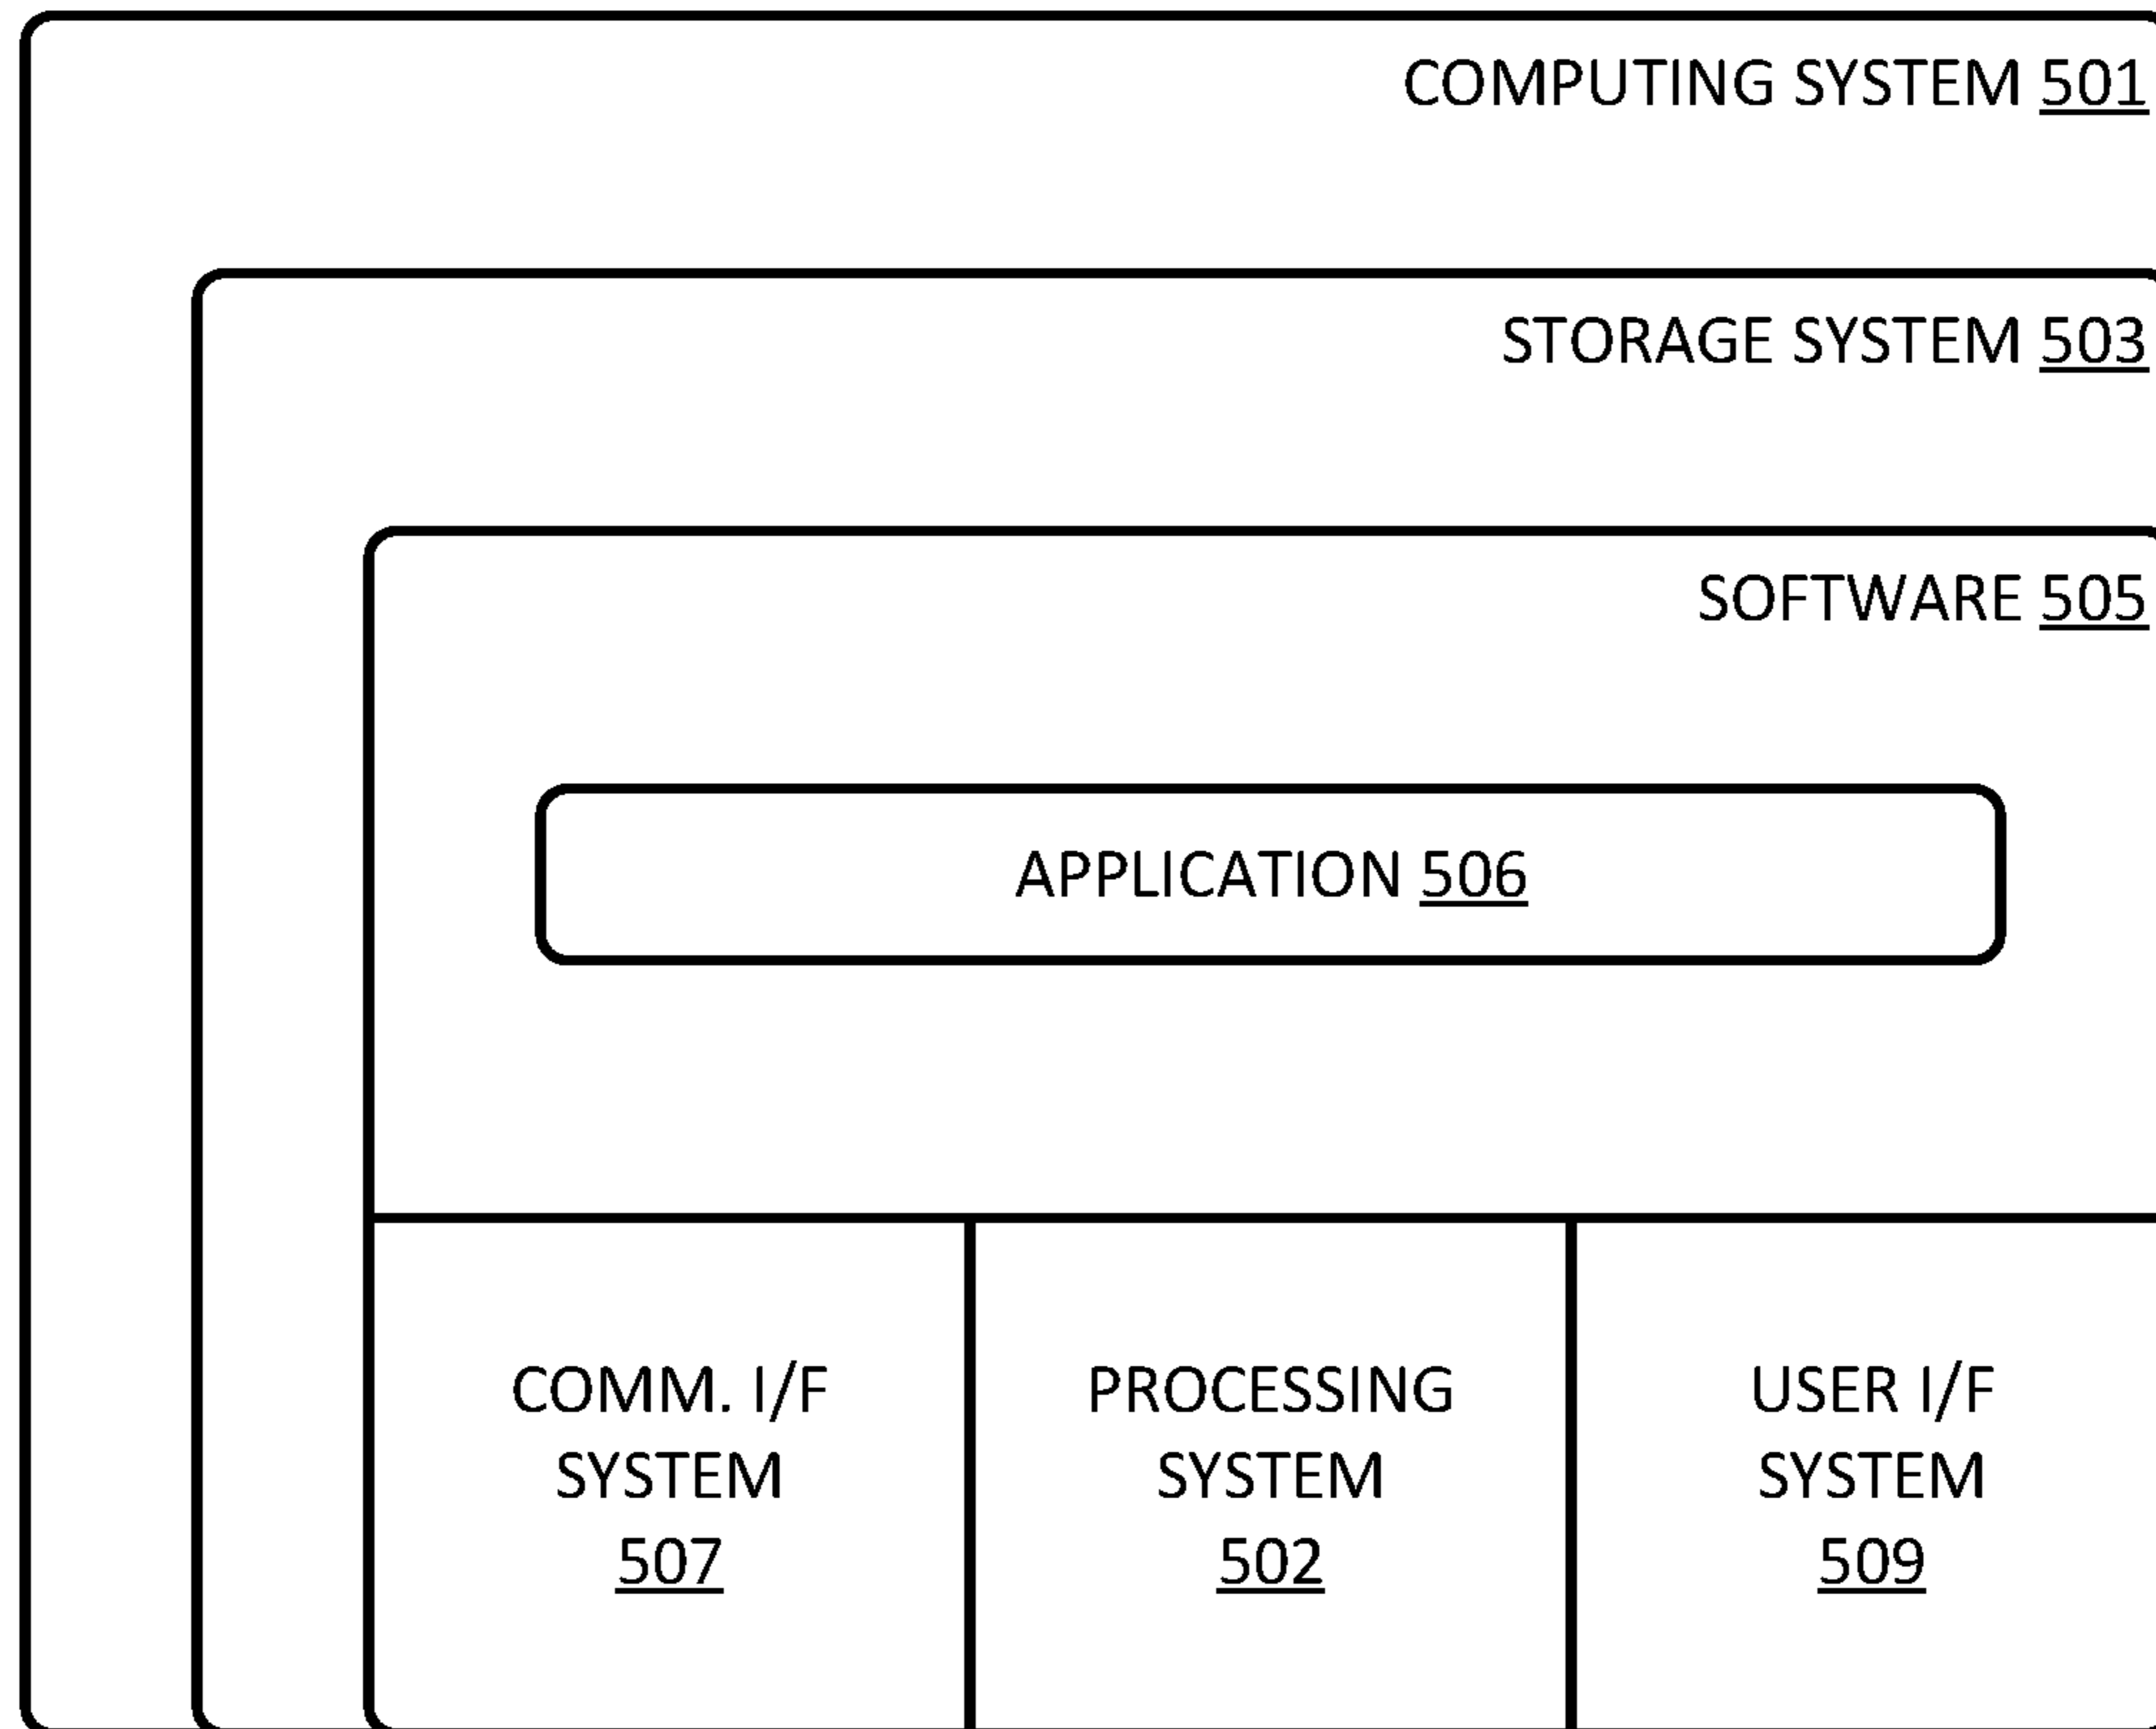 COMPUTING SYSTEM 501
STORAGE SYSTEM 503
SOFTWARE 505
APPLICATION 506
COMM. I/F
SYSTEM
507
PROCESSING
SYSTEM
502
USER I/F
SYSTEM
509